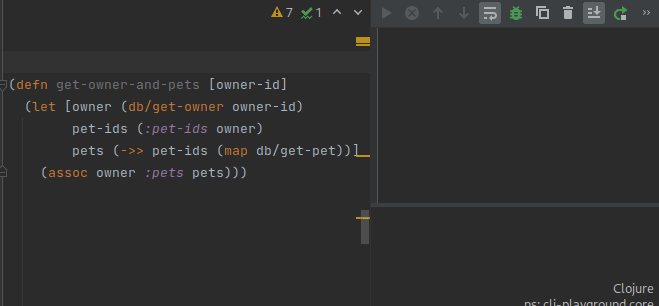 7 1
(defn get-owner-and-pets [owner-id]
(let [owner (db/get-owner owner-id)
pet-ids (:pet-ids owner)
pets (->> pet-ids (map db/get-pet))]
(assoc owner :pets pets)))
Clojure
ns: clj-playground.core